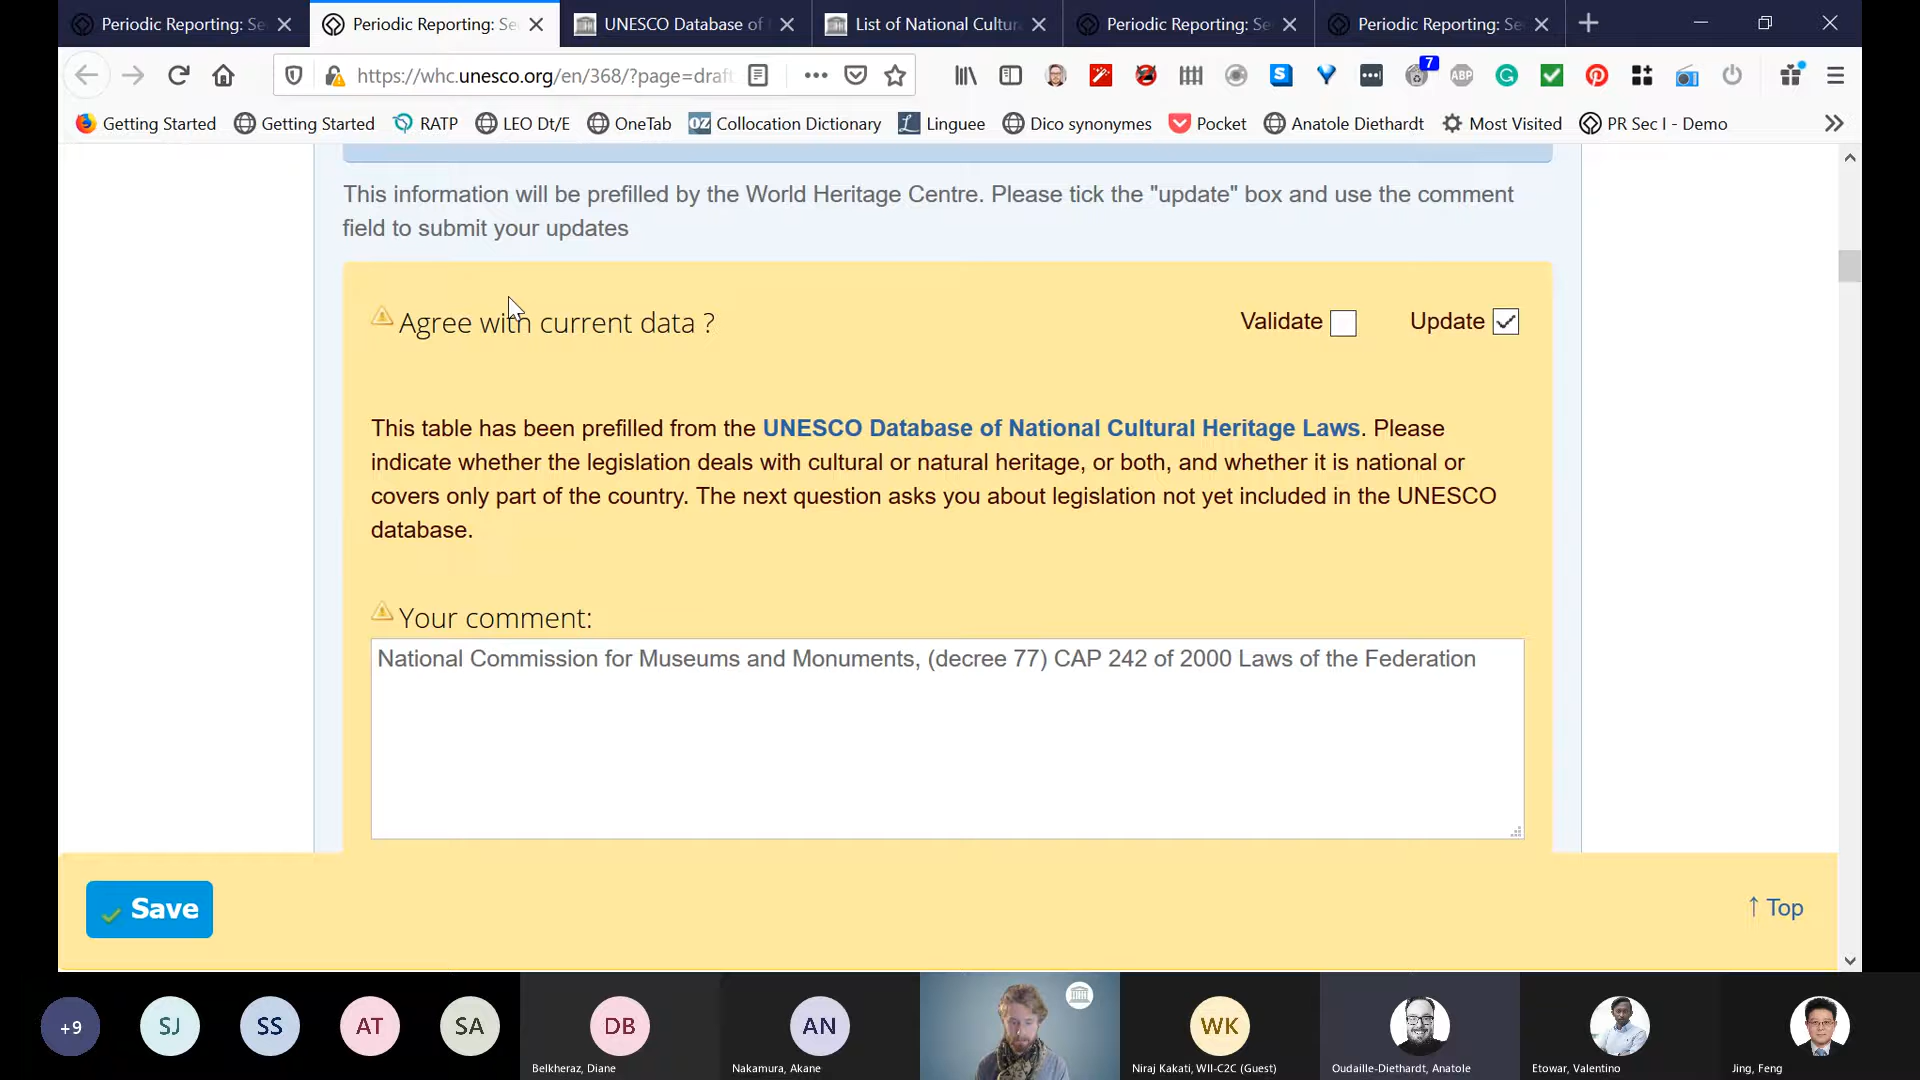 Periodic Reporting: Se
Periodic Reporting: Se
UNESCO Database of
List of National Cultur
Periodic Reporting: Se
Periodic Reporting: Se
https://whc.unesco.org/en/368/?page=draft
S
7
ABP
Getting Started
Getting Started
RATP
LEO Dt/E
OneTab
OZ Collocation Dictionary
L Linguee
Dico synonymes
Pocket
Anatole Diethardt
Most Visited
PR Sec I - Demo
This information will be prefilled by the World Heritage Centre. Please tick the "update" box and use the comment
field to submit your updates
Agree with current data ?
Validate
Update
This table has been prefilled from the UNESCO Database of National Cultural Heritage Laws. Please
indicate whether the legislation deals with cultural or natural heritage, or both, and whether it is national or
covers only part of the country. The next question asks you about legislation not yet included in the UNESCO
database.
Your comment:
National Commission for Museums and Monuments, (decree 77) CAP 242 of 2000 Laws of the Federation
Save
↑ Top
+9
SJ
SS
AT
SA
DB
Belkheraz, Diane
AN
Nakamura, Akane
WK
Niraj Kakati, WII-C2C (Guest)
Oudaille-Diethardt, Anatole
Etowar, Valentino
Jing, Feng